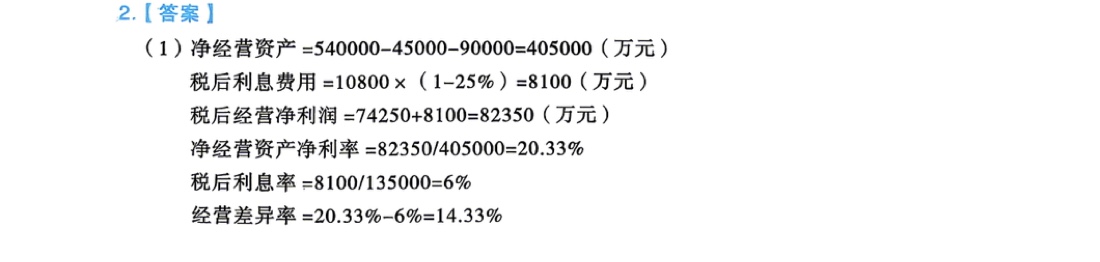 2.【答案】
（1）净经营资产=540000-45000-90000=405000（万元）
税后利息费用=10800×（1-25%）=8100（万元）
税后经营净利润=74250+8100=82350（万元）
净经营资产净利率=82350/405000=20.33%
税后利息率=8100/135000=6%
经营差异率=20.33%-6%=14.33%